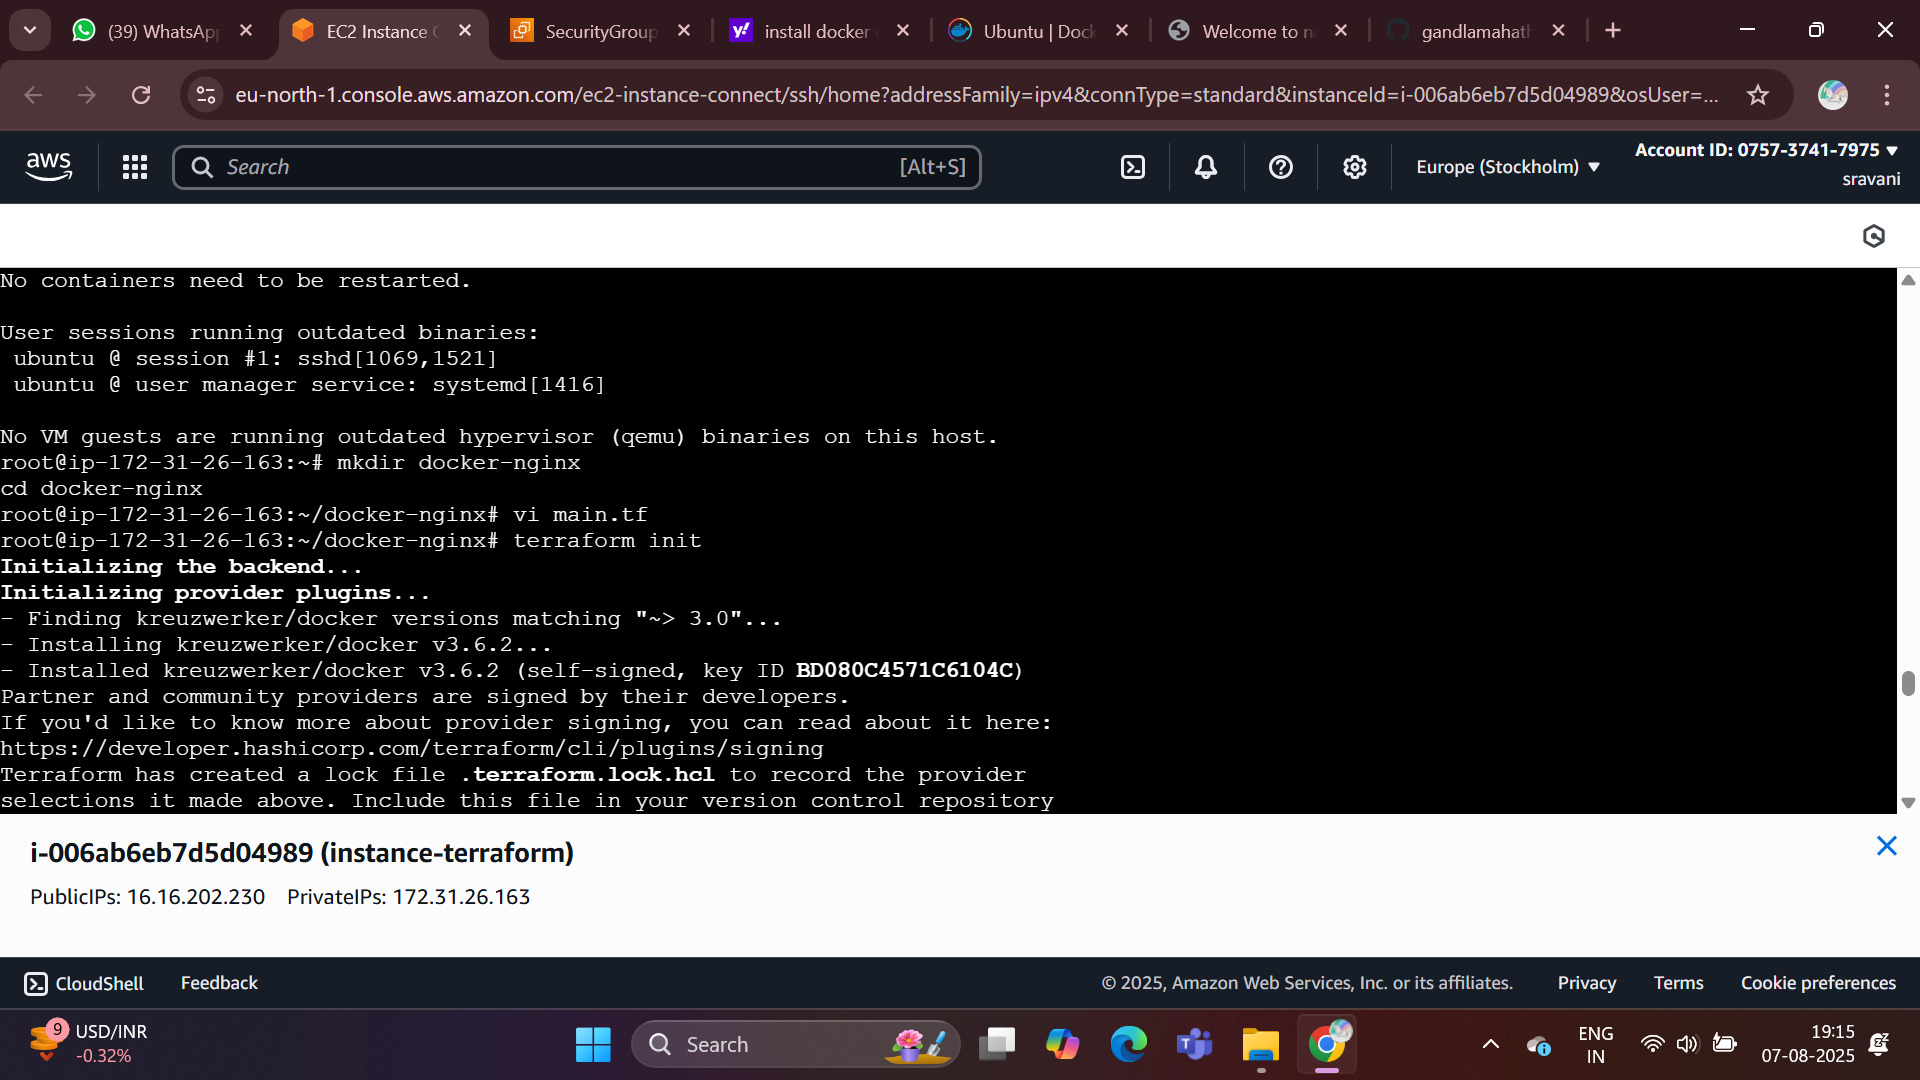 (39) WhatsApp
EC2 Instance
SecurityGroup
install docker
Ubuntu | Dock
Welcome to n
gandlamahath
eu-north-1.console.aws.amazon.com/ec2-instance-connect/ssh/home?addressFamily=ipv4&connType=standard&instanceId=i-006ab6eb7d5d04989&osUser=...
aws
Search
[Alt+S]
Europe (Stockholm)
Account ID: 0757-3741-7975
sravani
No containers need to be restarted.
User sessions running outdated binaries:
ubuntu @ session #1: sshd[1069,1521]
ubuntu @ user manager service: systemd[1416]
No VM guests are running outdated hypervisor (qemu) binaries on this host.
root@ip-172-31-26-163:~# mkdir docker-nginx
cd docker-nginx
root@ip-172-31-26-163:~/docker-nginx# vi main.tf
root@ip-172-31-26-163:~/docker-nginx# terraform init
Initializing the backend...
Initializing provider plugins...
- Finding kreuzwerker/docker versions matching "~> 3.0"...
- Installing kreuzwerker/docker v3.6.2...
- Installed kreuzwerker/docker v3.6.2 (self-signed, key ID BD080C4571C6104C)
Partner and community providers are signed by their developers.
If you'd like to know more about provider signing, you can read about it here:
https://developer.hashicorp.com/terraform/cli/plugins/signing
Terraform has created a lock file .terraform.lock.hcl to record the provider
selections it made above. Include this file in your version control repository
i-006ab6eb7d5d04989 (instance-terraform)
PublicIPs: 16.16.202.230 PrivateIPs: 172.31.26.163
CloudShell
Feedback
© 2025, Amazon Web Services, Inc. or its affiliates.
Privacy
Terms
Cookie preferences
9
USD/INR
-0.32%
Search
ENG
IN
19:15
07-08-2025